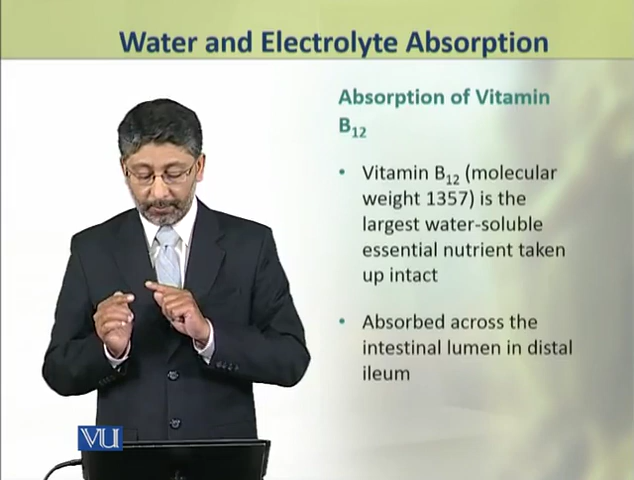 Water and Electrolyte Absorption
Absorption of Vitamin
B₁₂
• Vitamin B₁₂ (molecular
weight 1357) is the
largest water-soluble
essential nutrient taken
up intact
• Absorbed across the
intestinal lumen in distal
ileum
VU